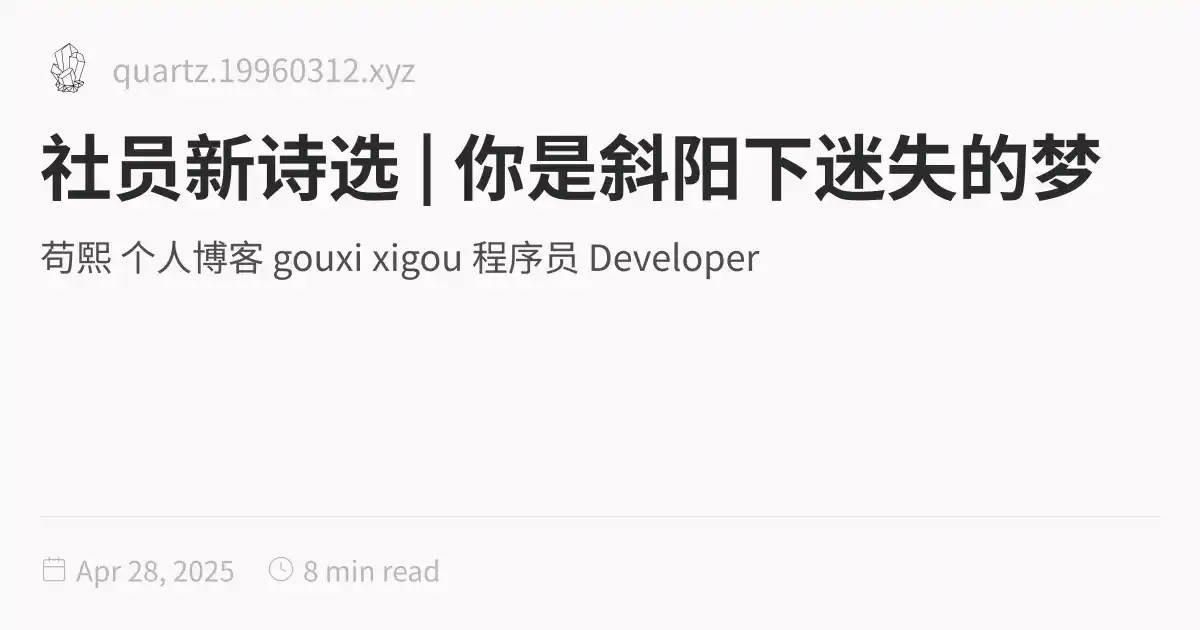 quartz.19960312.xyz
社员新诗选 | 你是斜阳下迷失的梦
苟熙 个人博客 gouxi xigou 程序员 Developer
Apr 28, 2025 8 min read